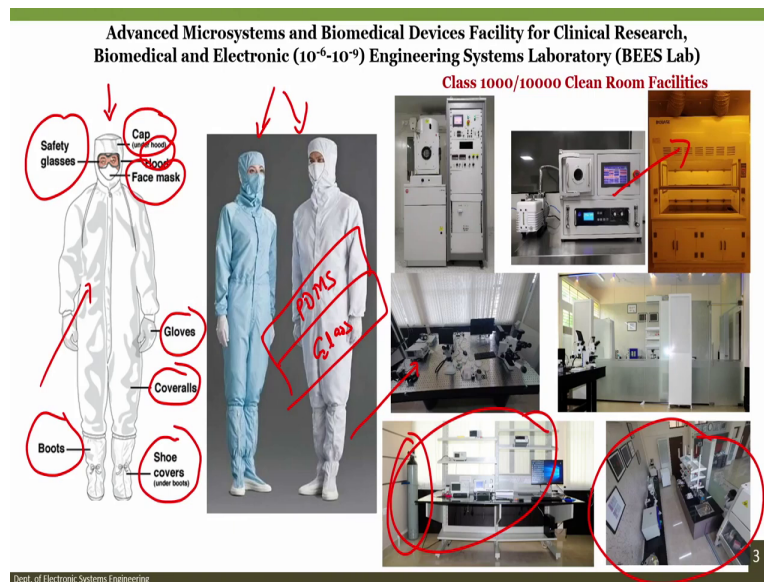 Advanced Microsystems and Biomedical Devices Facility for Clinical Research,
Biomedical and Electronic (10⁻⁶-10⁻⁹) Engineering Systems Laboratory (BEES Lab)
Class 1000/10000 Clean Room Facilities
Cap
(under hood)
Safety
glasses
Hood
Face mask
Gloves
Coveralls
Boots
Shoe
covers
(under boots)
PDMS
Glass
3
Dept. of Electronic Systems Engineering